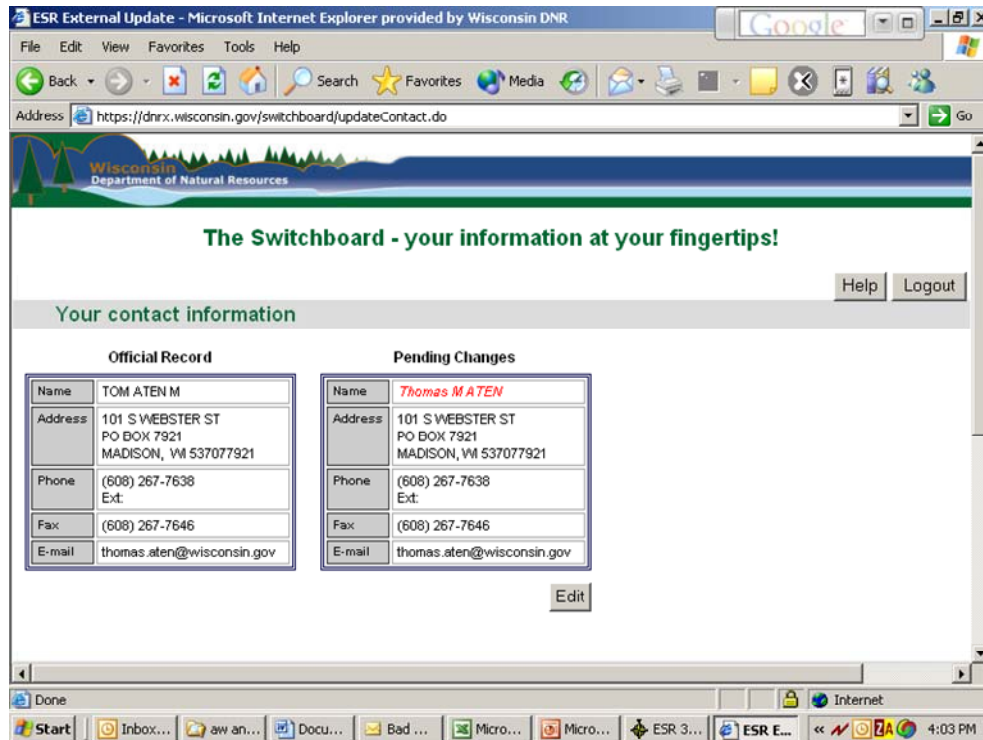 ESR External Update - Microsoft Internet Explorer provided by Wisconsin DNR
Google
File Edit View Favorites Tools Help
Back Search Favorites Media
Address https://dnrx.wisconsin.gov/switchboard/updateContact.do Go
Wisconsin
Department of Natural Resources
The Switchboard - your information at your fingertips!
Help Logout
Your contact information
Official Record Pending Changes
Name TOM ATEN M Name Thomas M ATEN
Address 101 S WEBSTER ST Address 101 S WEBSTER ST
PO BOX 7921 PO BOX 7921
MADISON, WI 537077921 MADISON, WI 537077921
Phone (608) 267-7638 Phone (608) 267-7638
Ext: Ext:
Fax (608) 267-7646 Fax (608) 267-7646
E-mail thomas.aten@wisconsin.gov E-mail thomas.aten@wisconsin.gov
Edit
Done Internet
Start Inbox... aw an... Docu... Bad ... Micro... Micro... ESR 3... ESR E... « ZA 4:03 PM